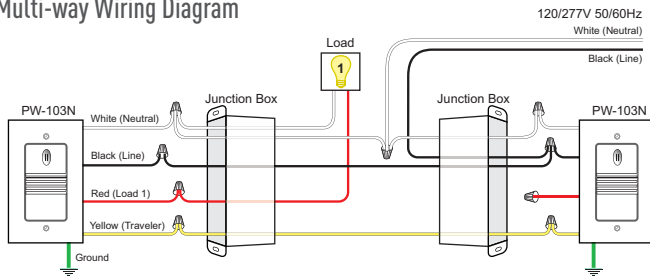 Multi-way Wiring Diagram
120/277V 50/60Hz
White (Neutral)
Black (Line)
Load
1
Junction Box
Junction Box
PW-103N
PW-103N
White (Neutral)
Black (Line)
Red (Load 1)
Yellow (Traveler)
Ground